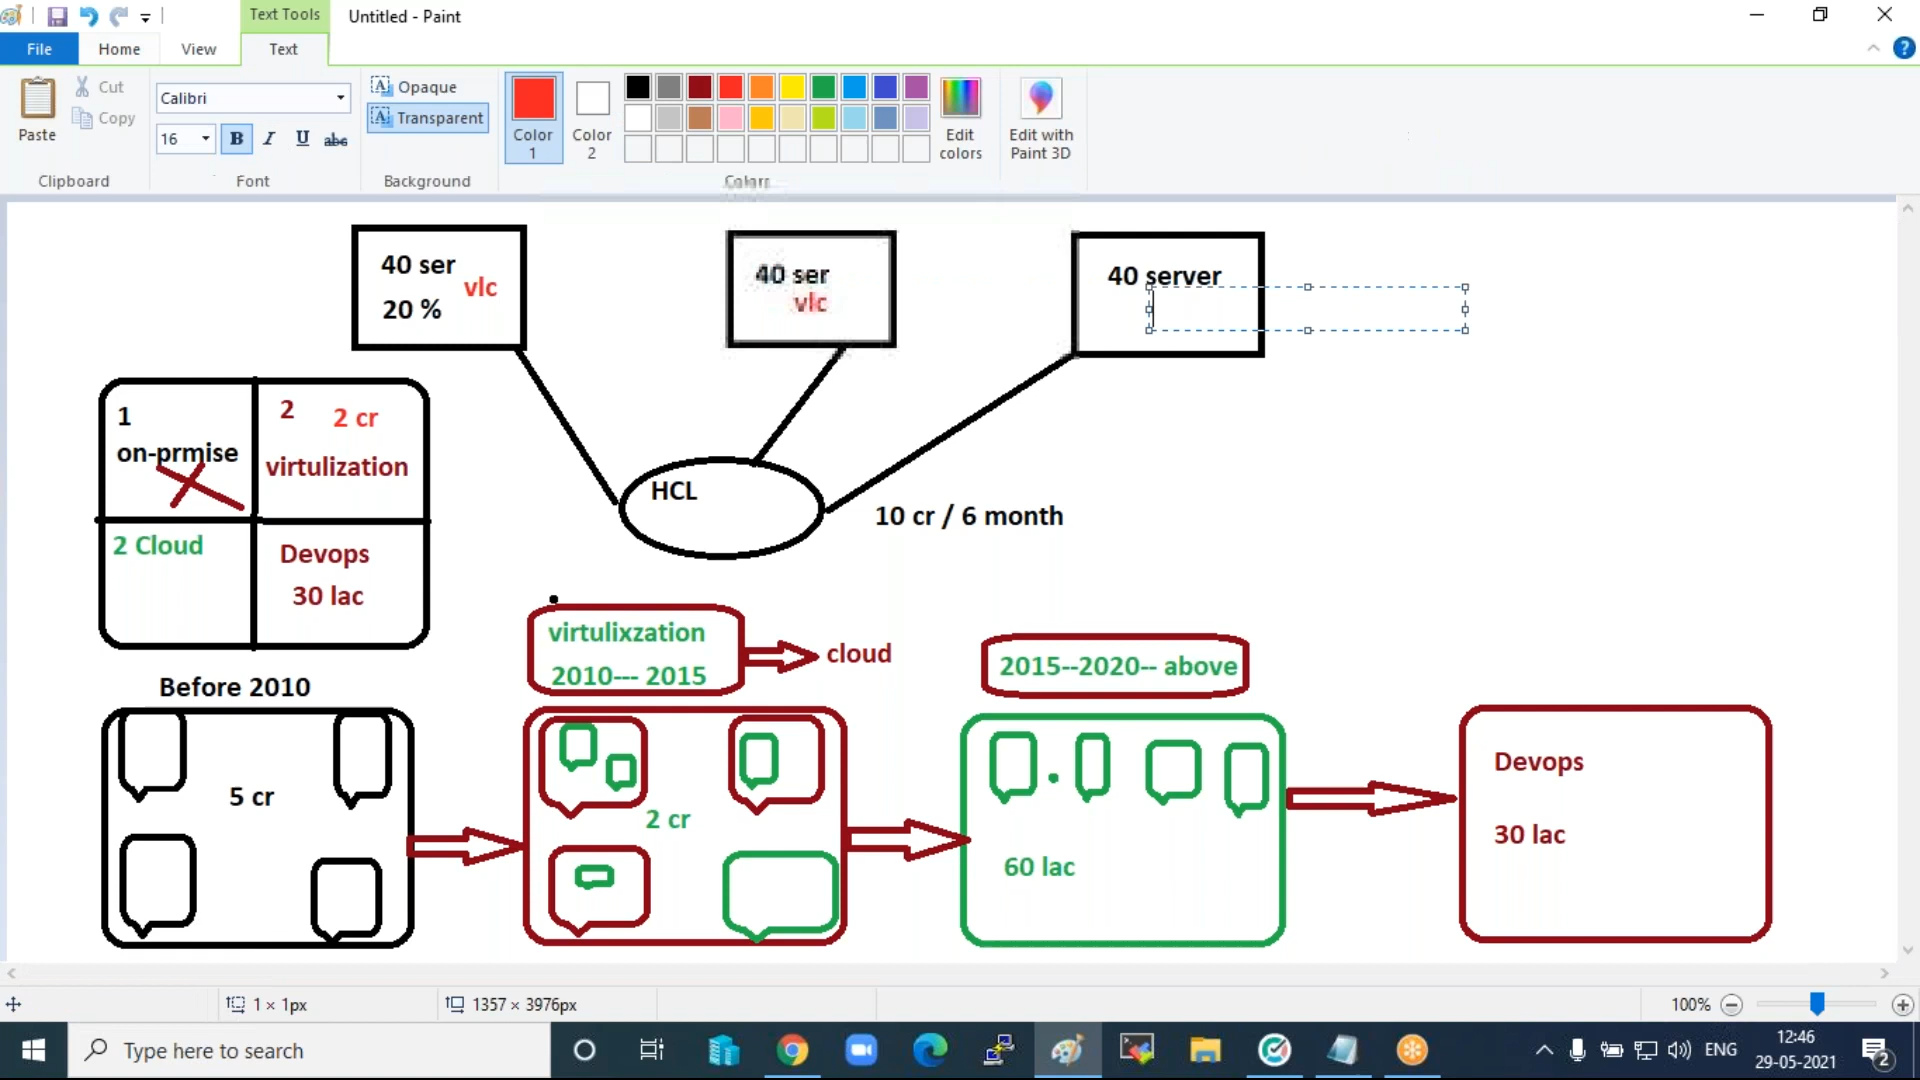 Text Tools
Untitled - Paint
File
Home
View
Text
Paste
Cut
Copy
Clipboard
Calibri
16
B
I
U
abc
Font
Opaque
Transparent
Background
Color
1
Color
2
Colors
Edit
colors
Edit with
Paint 3D
40 ser
vlc
20 %
40 ser
vlc
40 server
1
on-prmise
2
2 cr
virtulization
2 Cloud
Devops
30 lac
HCL
10 cr / 6 month
virtulixzation
2010--- 2015
cloud
2015--2020-- above
Before 2010
5 cr
2 cr
60 lac
Devops
30 lac
1 × 1px
1357 × 3976px
100%
Type here to search
ENG
12:46
29-05-2021
2